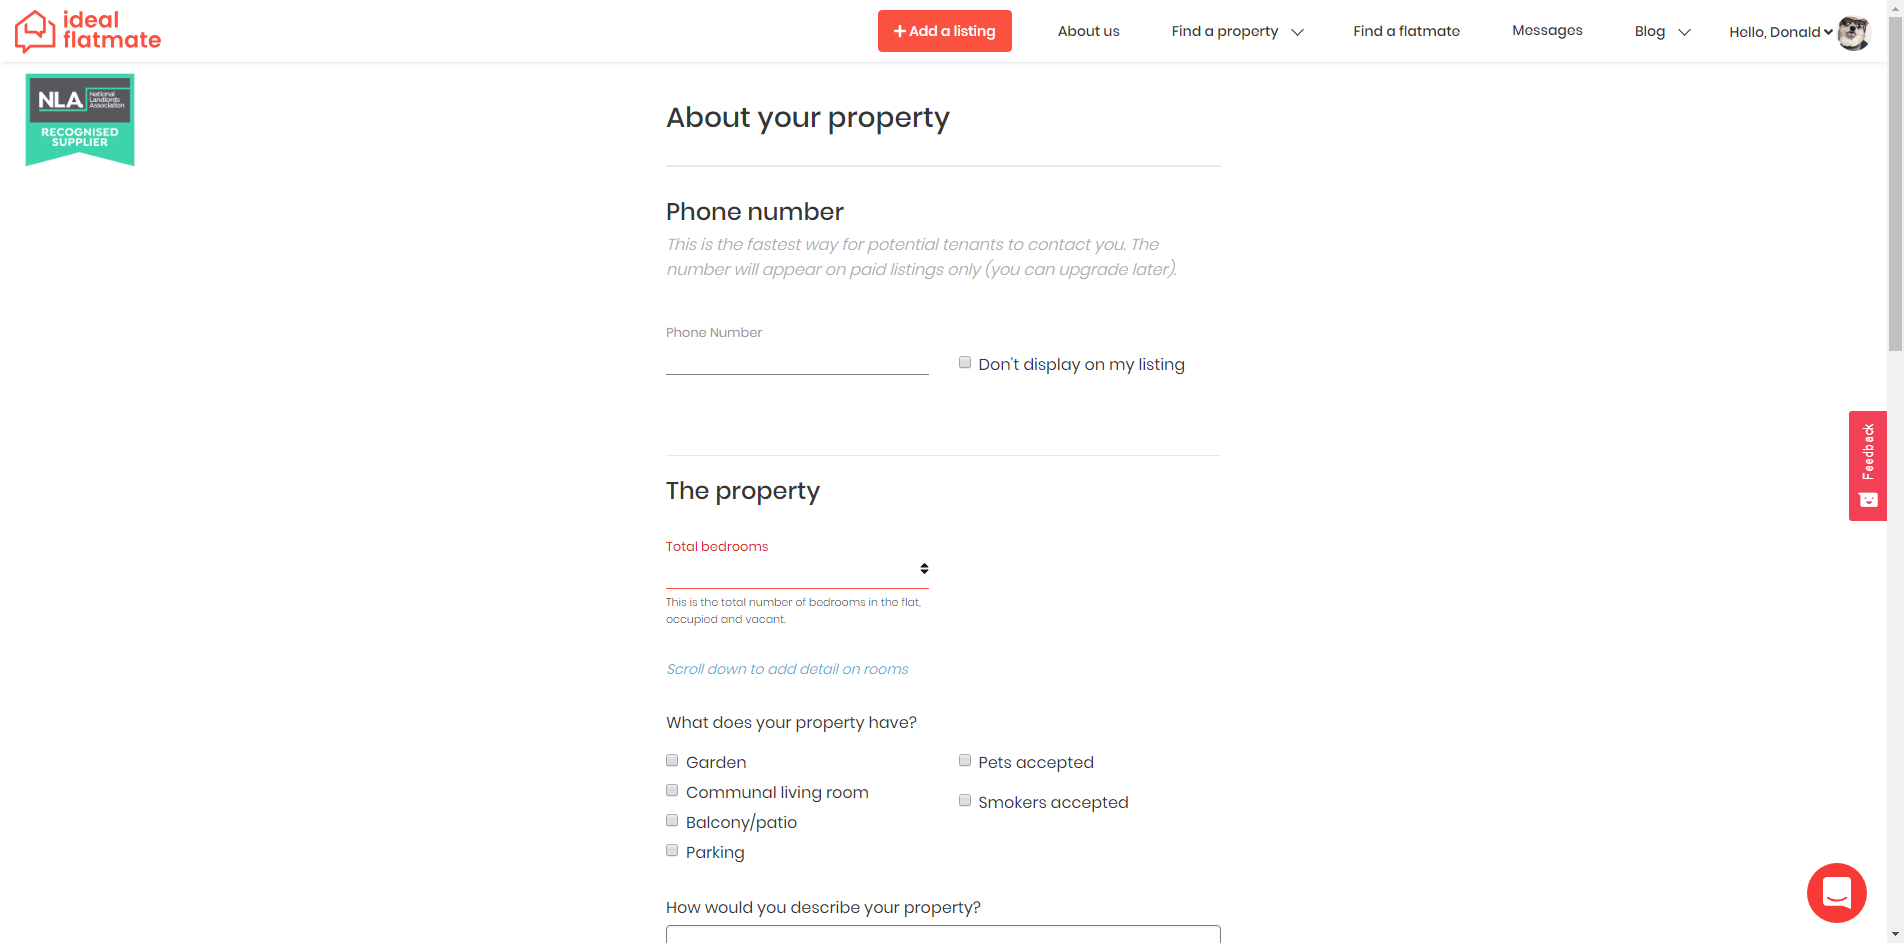 ideal
flatmate
Add a listing
About us
Find a property
Find a flatmate
Messages
Blog
Hello, Donald
NLA
National
Landlords
Association
RECOGNISED
SUPPLIER
About your property
Phone number
This is the fastest way for potential tenants to contact you. The
number will appear on paid listings only (you can upgrade later).
Phone Number
Don't display on my listing
Feedback
The property
Total bedrooms
This is the total number of bedrooms in the flat,
occupied and vacant.
Scroll down to add detail on rooms
What does your property have?
Garden
Pets accepted
Communal living room
Smokers accepted
Balcony/patio
Parking
How would you describe your property?